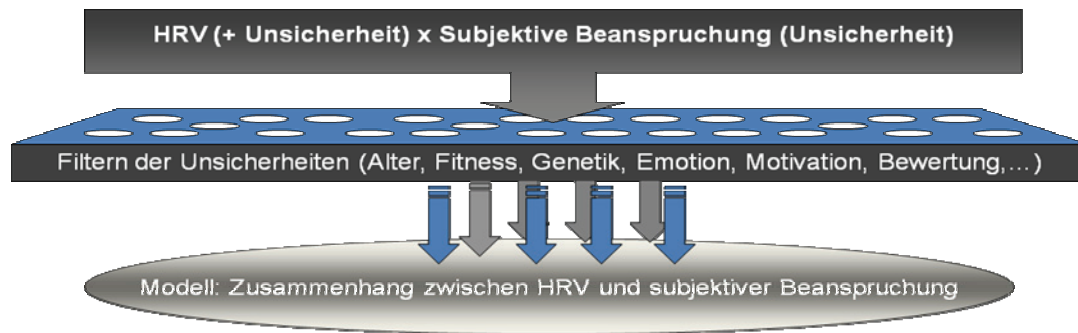 HRV (+ Unsicherheit) x Subjektive Beanspruchung (Unsicherheit)
Filtern der Unsicherheiten (Alter, Fitness, Genetik, Emotion, Motivation, Bewertung,...)
Modell: Zusammenhang zwischen HRV und subjektiver Beanspruchung